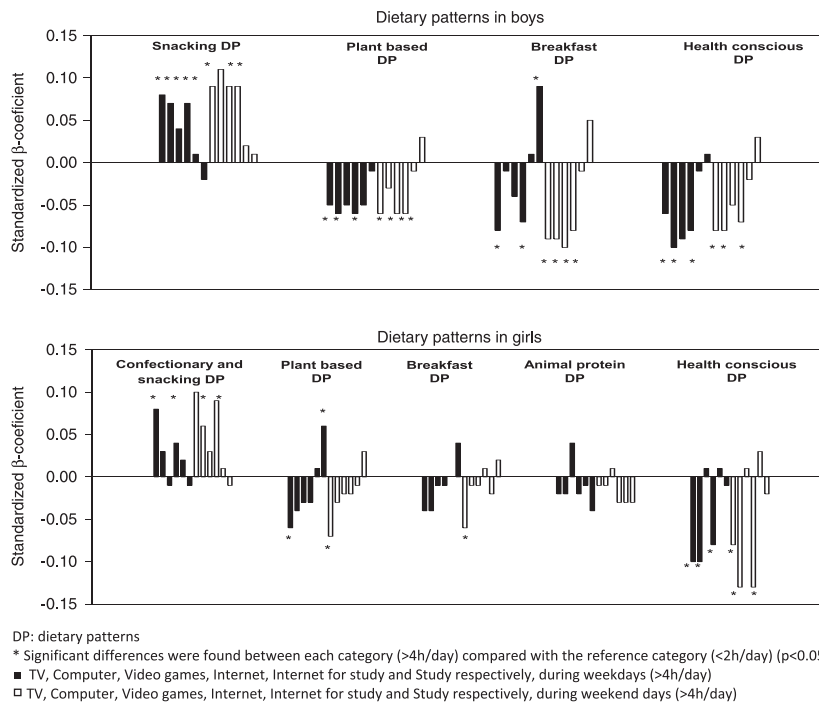 Dietary patterns in boys
0.15
0.10
0.05
0.00
-0.05
-0.10
-0.15
Standardized β-coefficient
Snacking DP
Plant based
DP
Breakfast
DP
Health conscious
DP
* * * * * * * *
*
* * * * * * *
* * * * * *
* * * * * *
Dietary patterns in girls
0.15
0.10
0.05
0.00
-0.05
-0.10
-0.15
Standardized β-coefficient
Confectionary and
snacking DP
Plant based
DP
Breakfast
DP
Animal protein
DP
Health conscious
DP
* * * *
*
* * *
* * * * * *
DP: dietary patterns
* Significant differences were found between each category (>4h/day) compared with the reference category (<2h/day) (p<0.05
■ TV, Computer, Video games, Internet, Internet for study and Study respectively, during weekdays (>4h/day)
□ TV, Computer, Video games, Internet, Internet for study and Study respectively, during weekend days (>4h/day)